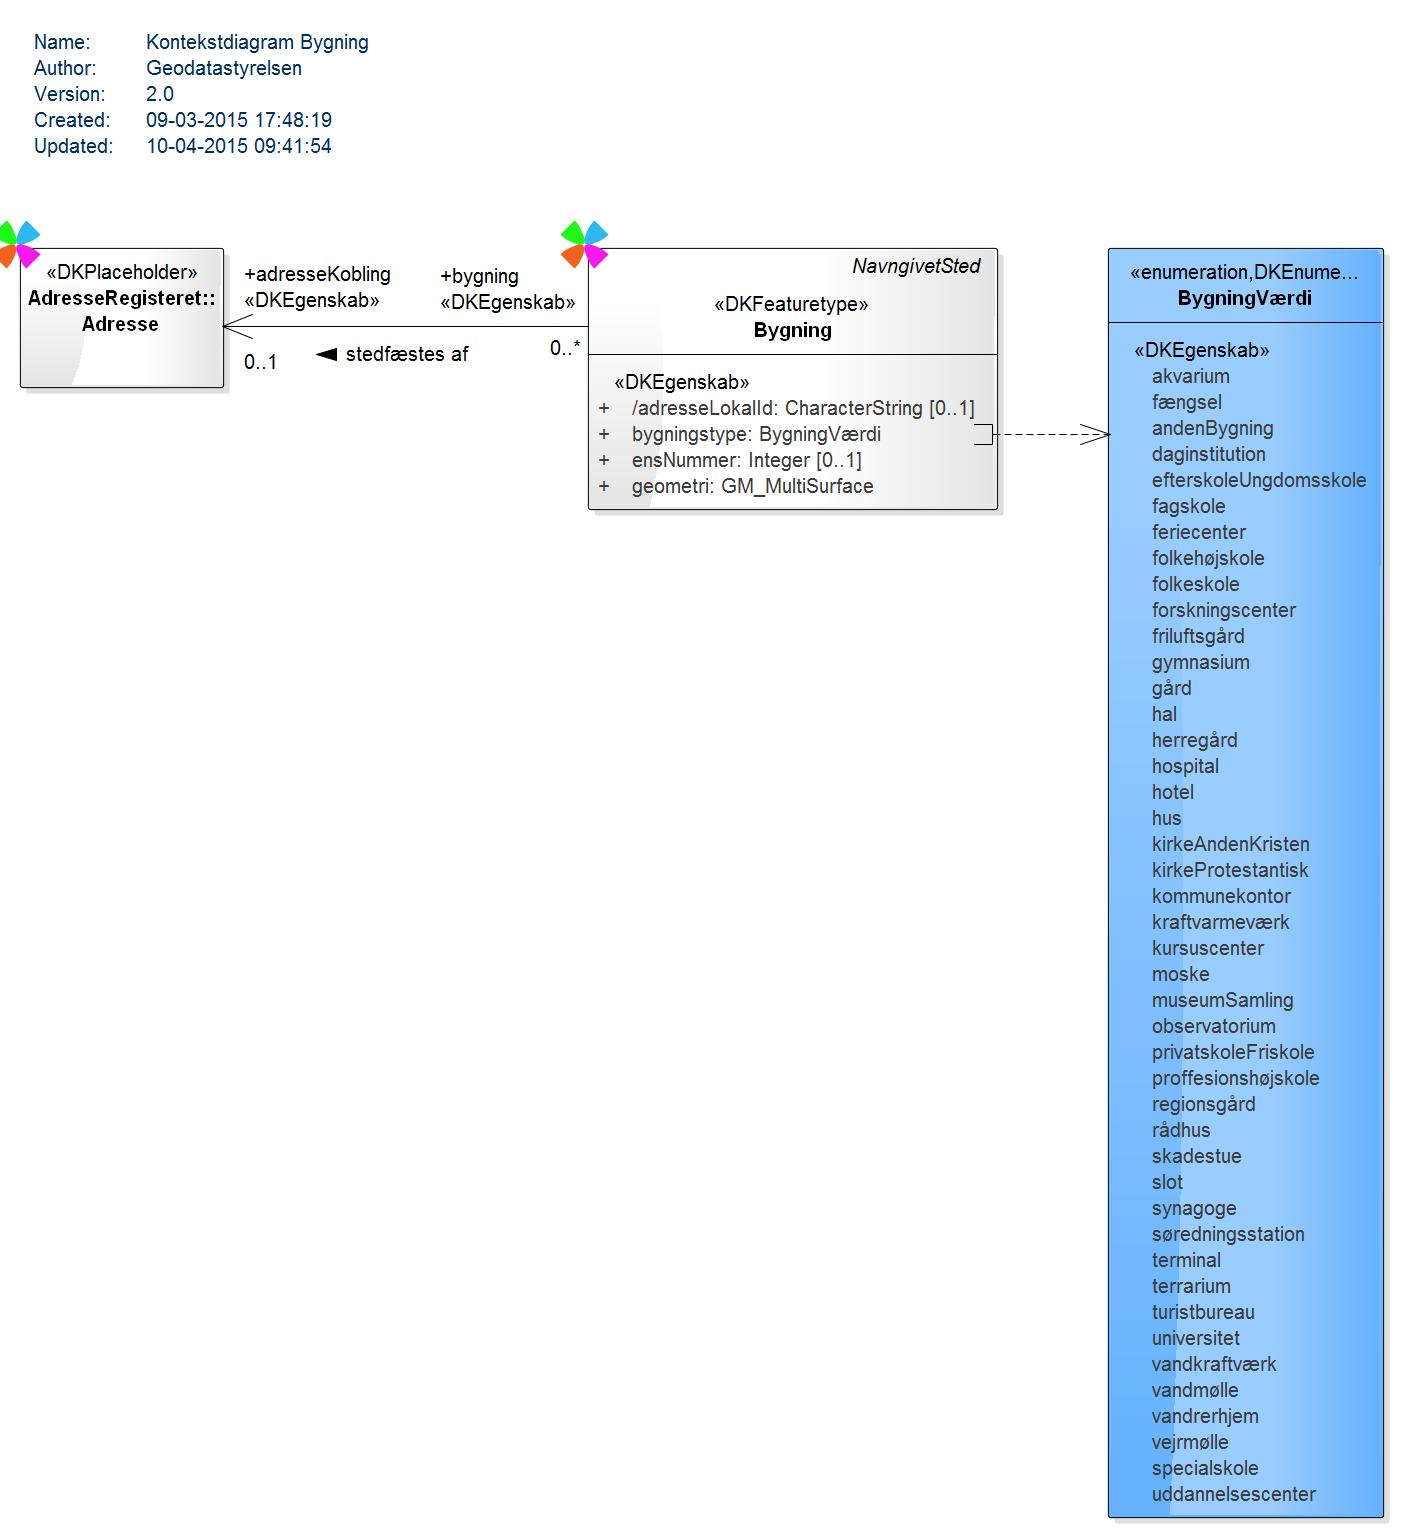 Name: Kontekstdiagram Bygning
Author: Geodatastyrelsen
Version: 2.0
Created: 09-03-2015 17:48:19
Updated: 10-04-2015 09:41:54
«DKPlaceholder»
AdresseRegisteret::
Adresse
+adresseKobling
«DKEgenskab»
0..1
stedfæstes af
+bygning
«DKEgenskab»
0..*
NavngivetSted
«DKFeaturetype»
Bygning
«DKEgenskab»
+ /adresseLokalId: CharacterString [0..1]
+ bygningstype: BygningVærdi
+ ensNummer: Integer [0..1]
+ geometri: GM_MultiSurface
«enumeration,DKEnume...
BygningVærdi
«DKEgenskab»
akvarium
fængsel
andenBygning
daginstitution
efterskoleUngdomsskole
fagskole
feriecenter
folkehøjskole
folkeskole
forskningscenter
friluftsgård
gymnasium
gård
hal
herregård
hospital
hotel
hus
kirkeAndenKristen
kirkeProtestantisk
kommunekontor
kraftvarmeværk
kursuscenter
moske
museumSamling
observatorium
privatskoleFriskole
proffesionshøjskole
regionsgård
rådhus
skadestue
slot
synagoge
søredningsstation
terminal
terrarium
turistbureau
universitet
vandkraftværk
vandmølle
vandrerhjem
vejrmølle
specialskole
uddannelsescenter